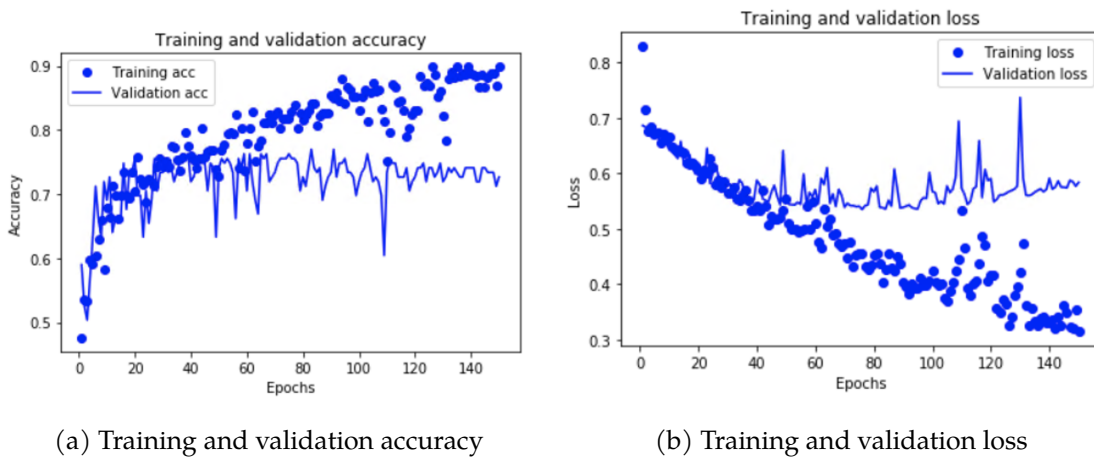 Training and validation accuracy
Training acc
Validation acc
0.9
0.8
0.7
0.6
0.5
Accuracy
0 20 40 60 80 100 120 140
Epochs
(a) Training and validation accuracy
Training and validation loss
Training loss
Validation loss
0.8
0.7
0.6
0.5
0.4
0.3
Loss
0 20 40 60 80 100 120 140
Epochs
(b) Training and validation loss